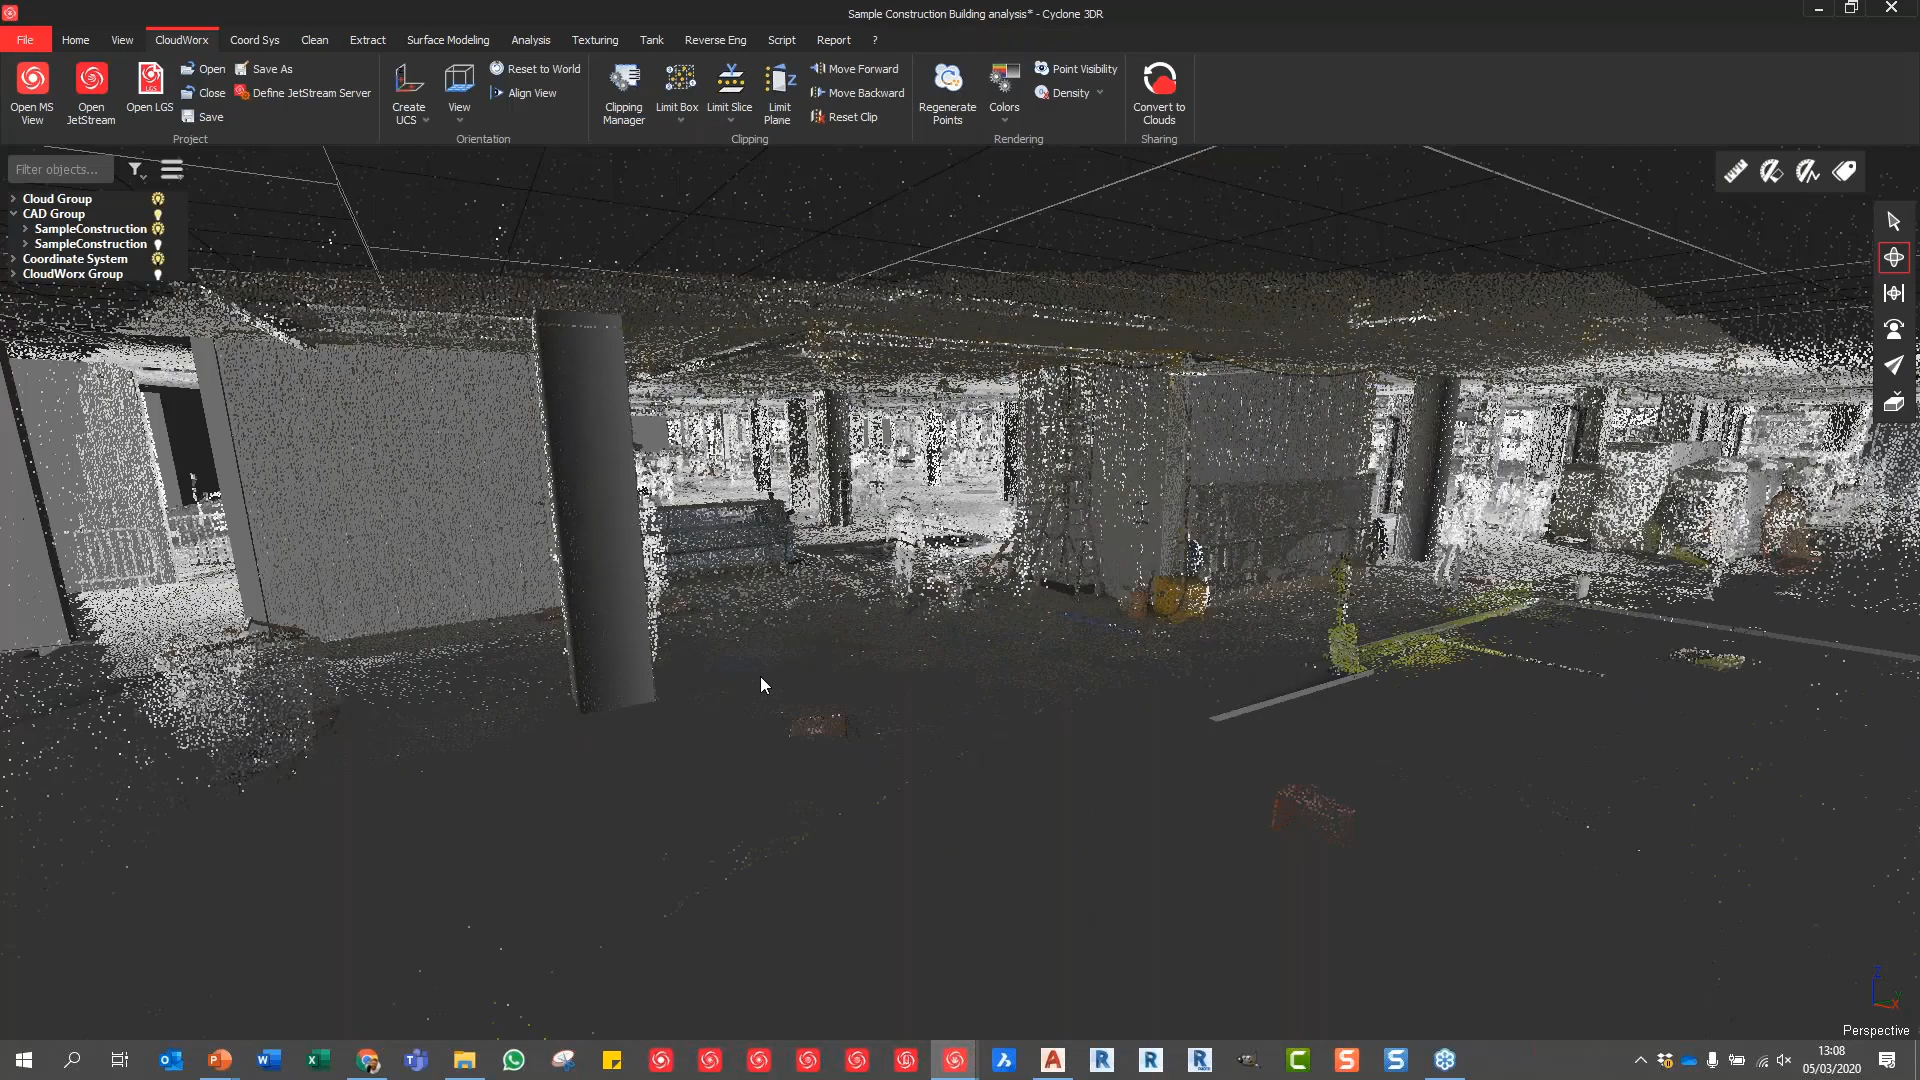 Sample Construction Building analysis* - Cyclone 3DR
File Home View CloudWorx Coord Sys Clean Extract Surface Modeling Analysis Texturing Tank Reverse Eng Script Report ?
Open MS View
Open JetStream
Open LGS
Open Save As
Close Define JetStream Server
Save
Project
Create UCS
View
Reset to World
Align View
Orientation
Clipping Manager
Limit Box
Limit Slice
Limit Plane
Move Forward
Move Backward
Reset Clip
Clipping
Regenerate Points
Colors
Point Visibility
Density
Rendering
Convert to Clouds
Sharing
Filter objects...
Cloud Group
CAD Group
SampleConstruction
SampleConstruction
Coordinate System
CloudWorx Group
Z
X
Perspective
13:08
05/03/2020